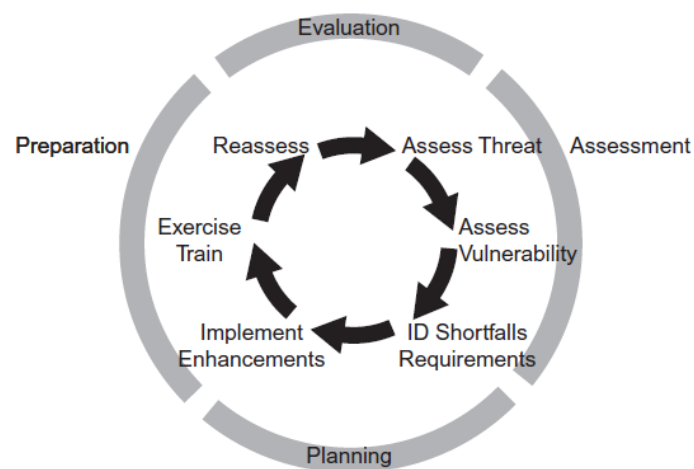 Evaluation
Preparation
Reassess
Assess Threat
Assessment
Exercise
Train
Assess
Vulnerability
Implement
Enhancements
ID Shortfalls
Requirements
Planning